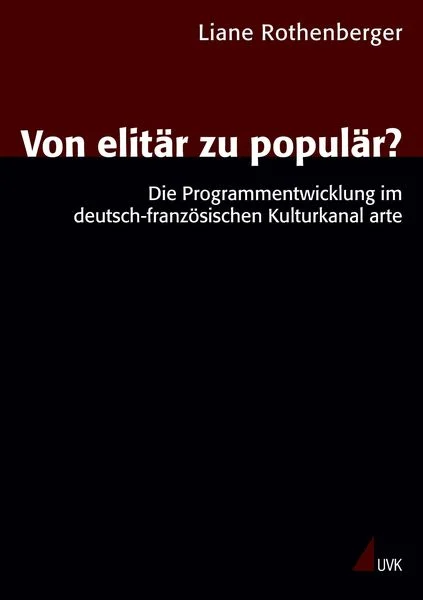 Liane Rothenberger
Von elitär zu populär?
Die Programmentwicklung im
deutsch-französischen Kulturkanal arte
UVK